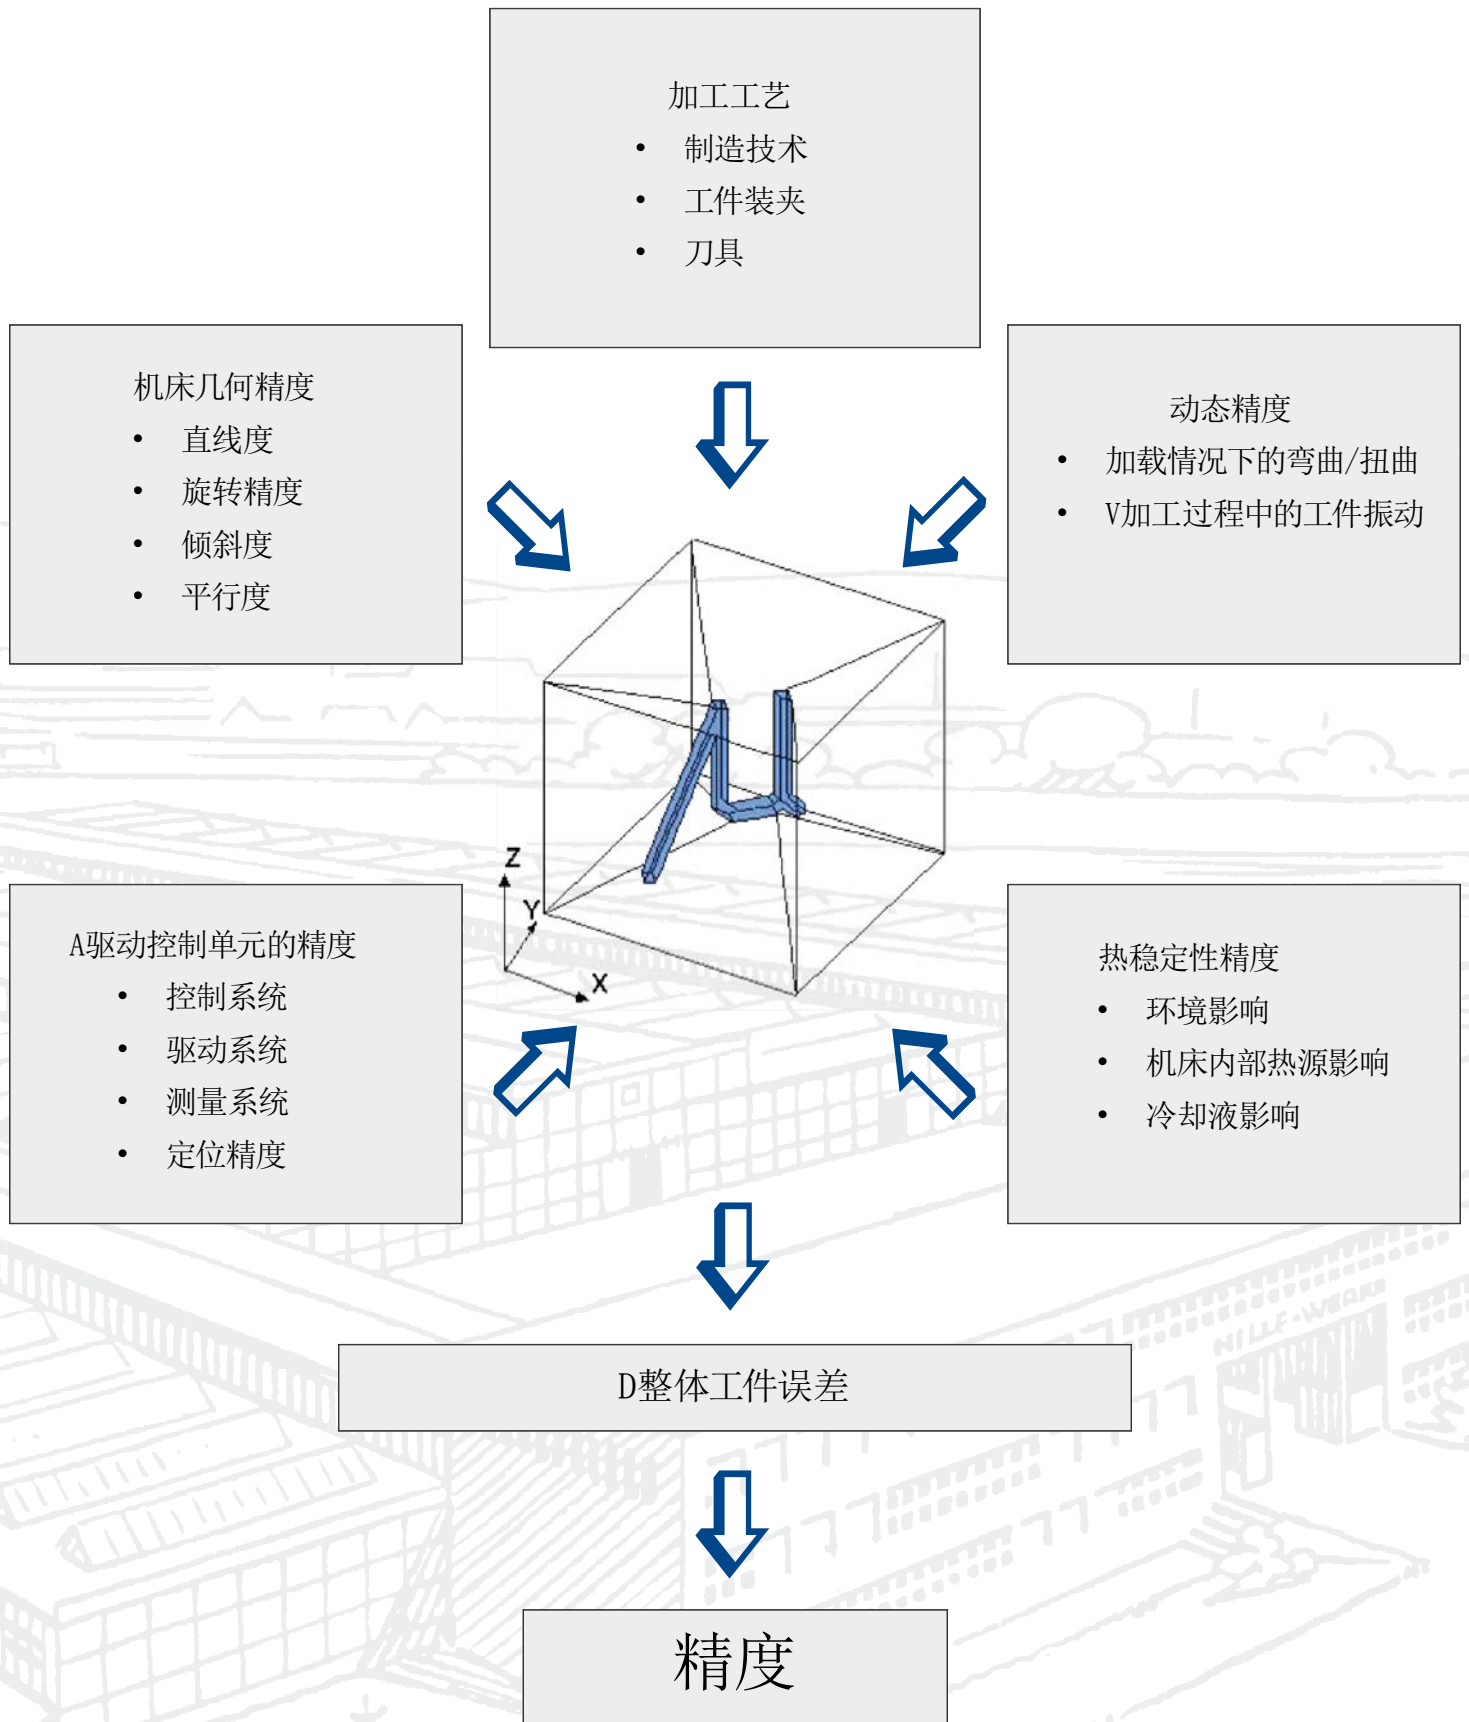 加工工艺
• 制造技术
• 工件装夹
• 刀具
机床几何精度
• 直线度
• 旋转精度
• 倾斜度
• 平行度
动态精度
• 加载情况下的弯曲/扭曲
• V加工过程中的工件振动
Z
Y
X
A驱动控制单元的精度
• 控制系统
• 驱动系统
• 测量系统
• 定位精度
热稳定性精度
• 环境影响
• 机床内部热源影响
• 冷却液影响
HILLE-WERKE
D整体工件误差
精度